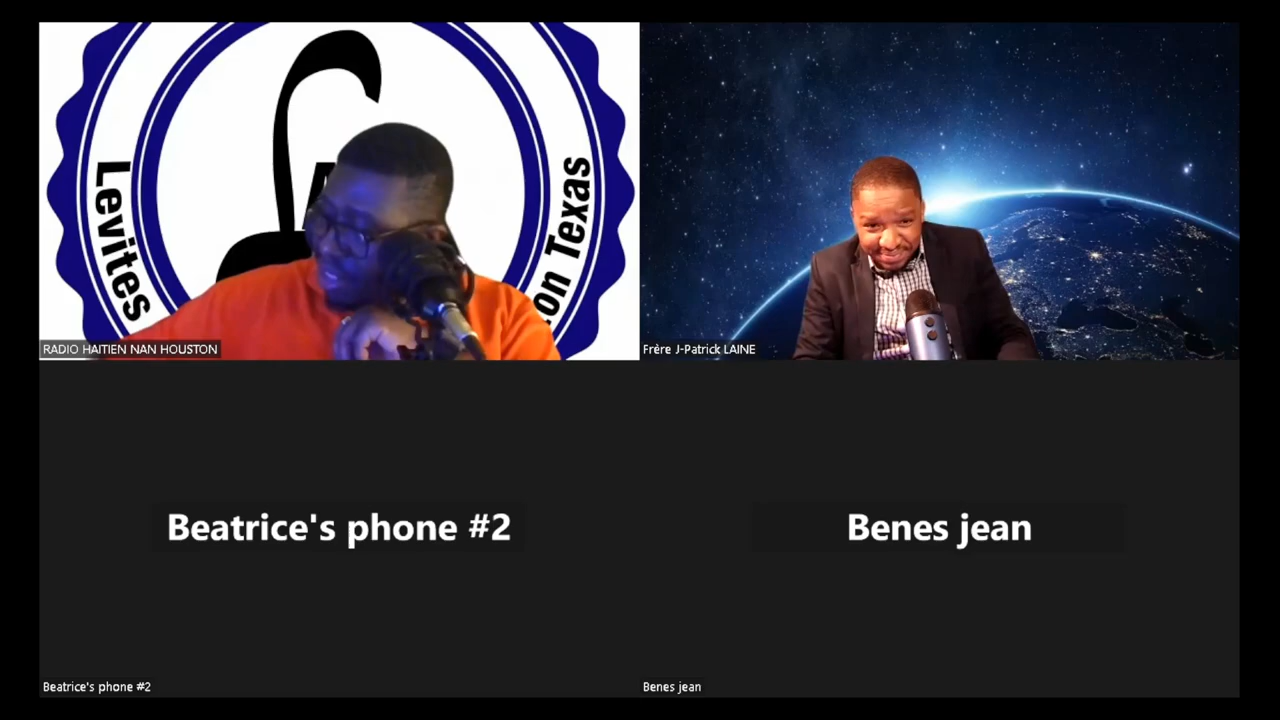 Levites
on Texas
RADIO HAITIEN NAN HOUSTON
Frère J-Patrick LAINE
Beatrice's phone #2
Benes jean
Beatrice's phone #2
Benes jean